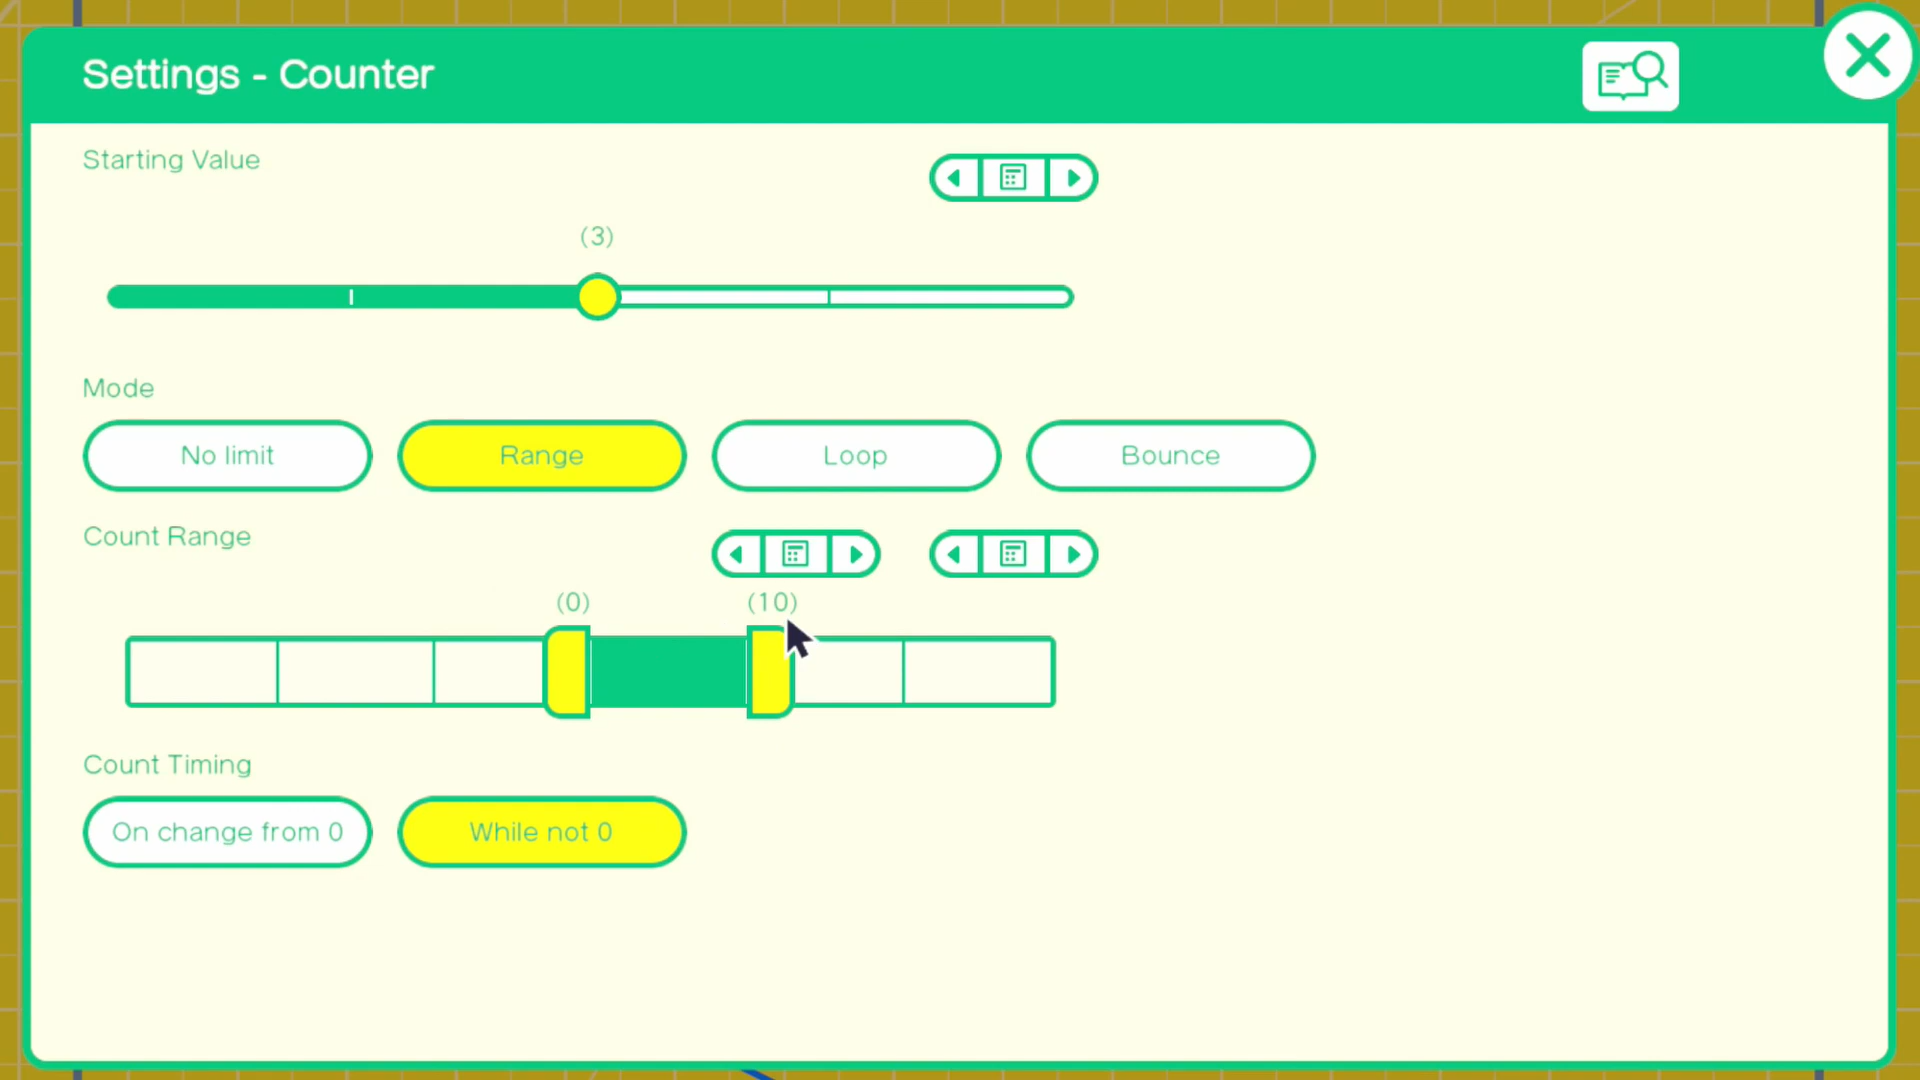 Settings - Counter
Starting Value
(3)
Mode
No limit
Range
Loop
Bounce
Count Range
(0)
(10)
Count Timing
On change from 0
While not 0